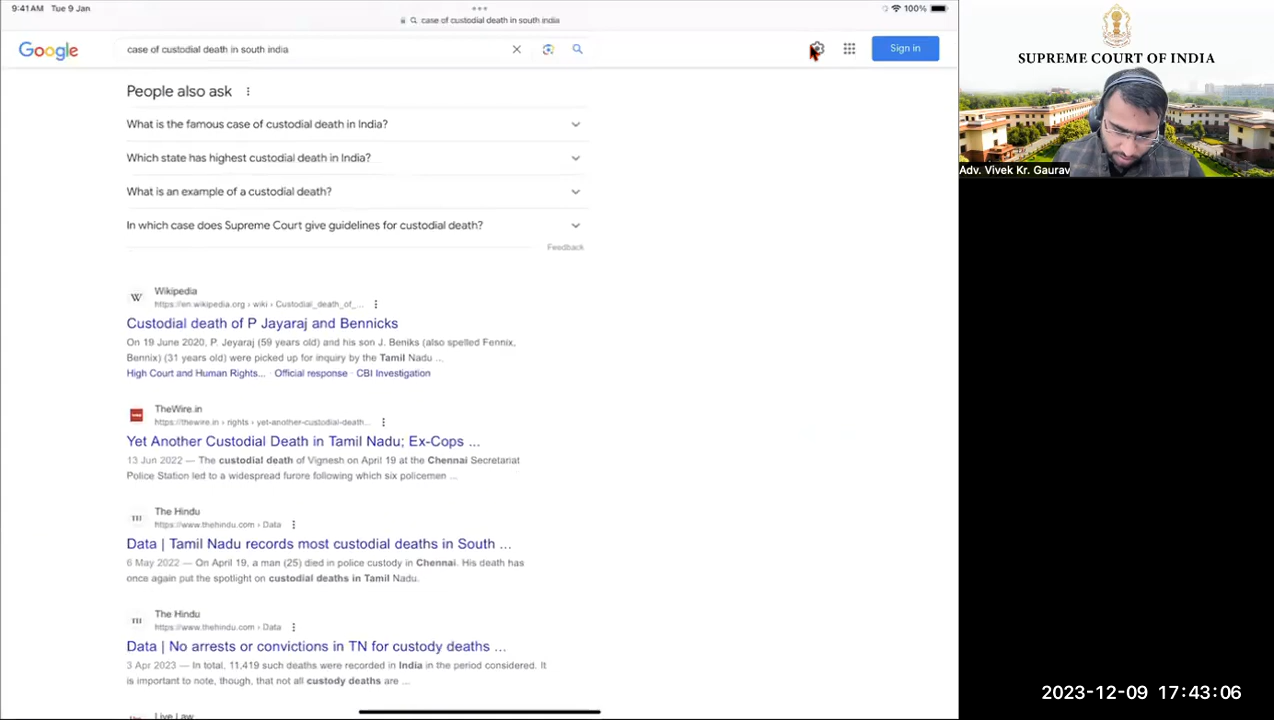 9:41AM Tue 9 Jan
100%
case of custodial death in south india
Google
case of custodial death in south india
Sign in
People also ask
What is the famous case of custodial death in India?
Which state has highest custodial death in India?
What is an example of a custodial death?
In which case does Supreme Court give guidelines for custodial death?
Feedback
W
Wikipedia
https://en.wikipedia.org › wiki › Custodial_death_of_...
Custodial death of P Jayaraj and Bennicks
On 19 June 2020, P. Jeyaraj (59 years old) and his son J. Beniks (also spelled Fennix,
Bennix) (31 years old) were picked up for inquiry by the Tamil Nadu ...
High Court and Human Rights... · Official response · CBI Investigation
TheWire.in
https://thewire.in › rights › yet-another-custodial-death...
Yet Another Custodial Death in Tamil Nadu; Ex-Cops ...
13 Jun 2022 — The custodial death of Vignesh on April 19 at the Chennai Secretariat
Police Station led to a widespread furore following which six policemen ...
TH
The Hindu
https://www.thehindu.com › Data
Data | Tamil Nadu records most custodial deaths in South ...
6 May 2022 — On April 19, a man (25) died in police custody in Chennai. His death has
once again put the spotlight on custodial deaths in Tamil Nadu.
TH
The Hindu
https://www.thehindu.com › Data
Data | No arrests or convictions in TN for custody deaths ...
3 Apr 2023 — In total, 11,419 such deaths were recorded in India in the period considered. It
is important to note, though, that not all custody deaths are ...
Live Law
SUPREME COURT OF INDIA
Adv. Vivek Kr. Gaurav
2023-12-09 17:43:06